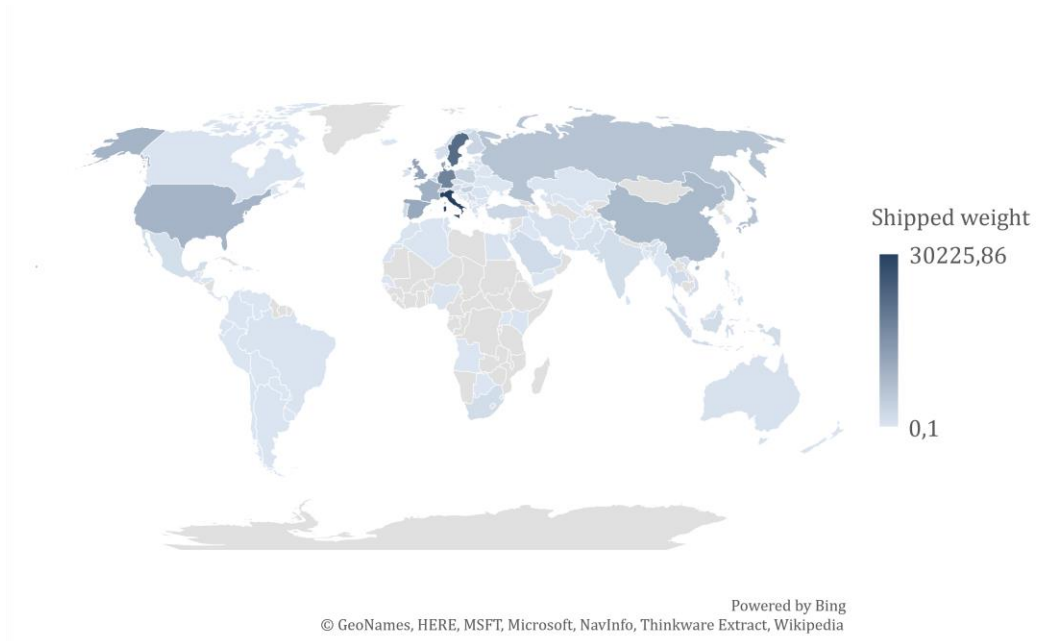 Shipped weight
30225,86
0,1
Powered by Bing
© GeoNames, HERE, MSFT, Microsoft, NavInfo, Thinkware Extract, Wikipedia